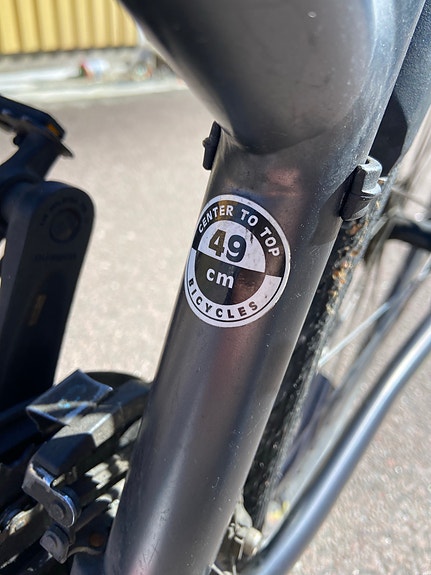 CENTER TO TOP
49
cm
BICYCLES